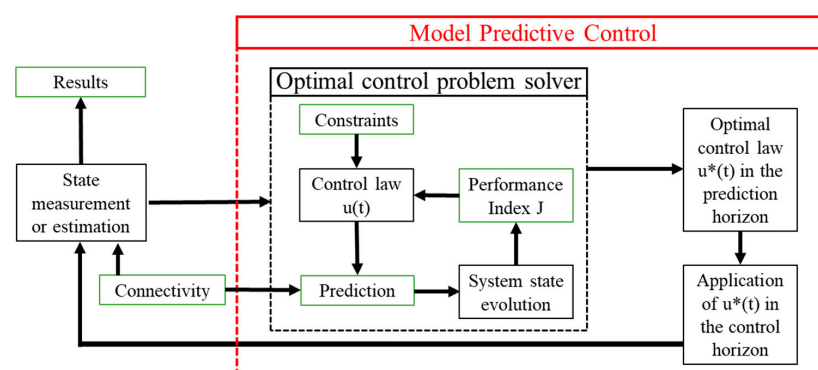 Model Predictive Control
Results
Optimal control problem solver
Constraints
State
measurement
or estimation
Control law
u(t)
Performance
Index J
Optimal
control law
u*(t) in the
prediction
horizon
Connectivity
Prediction
System state
evolution
Application
of u*(t) in
the control
horizon